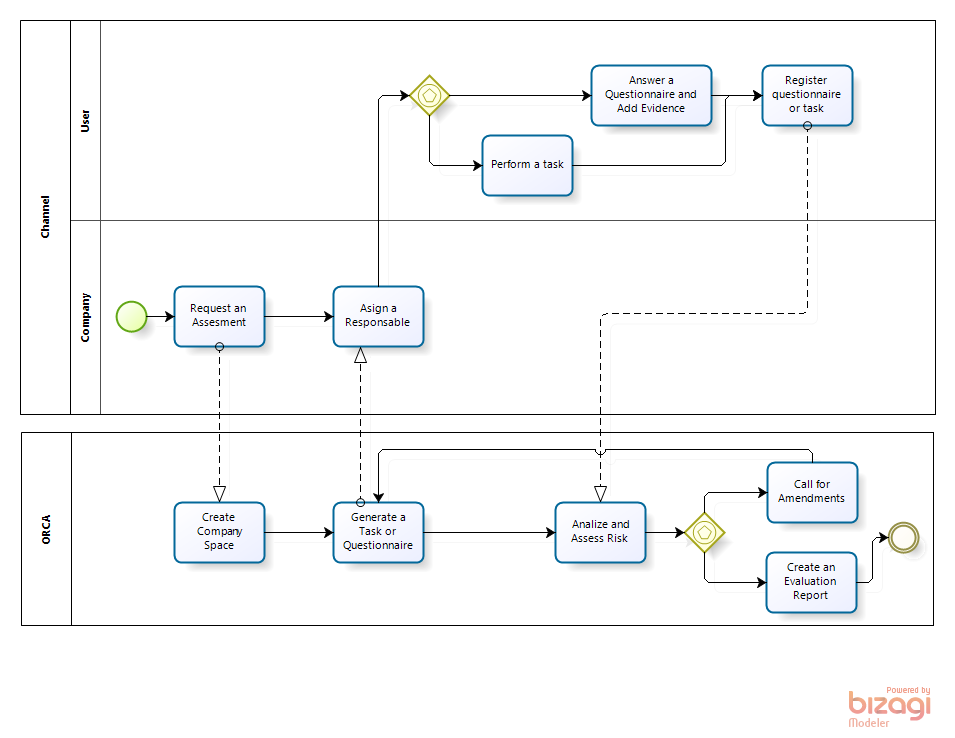 Channel
User
Answer a
Questionnaire and
Add Evidence
Register
questionnaire
or task
Perform a task
Company
Request an
Assesment
Asign a
Responsable
ORCA
Create
Company
Space
Generate a
Task or
Questionnaire
Analize and
Assess Risk
Call for
Amendments
Create an
Evaluation
Report
Powered by
bizagi
Modeler